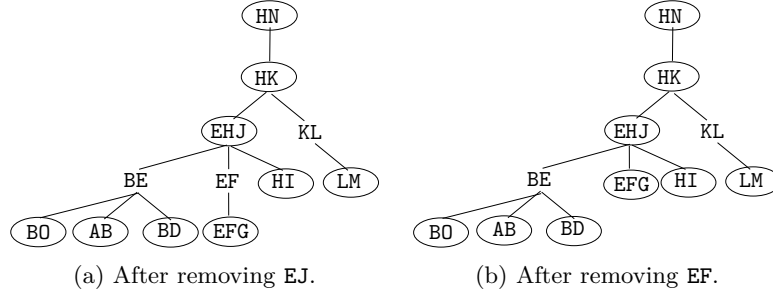 HN HN
HK HK
EHJ KL EHJ KL
BE EF HI LM BE EFG HI LM
BO AB BD EFG BO AB BD
(a) After removing EJ. (b) After removing EF.